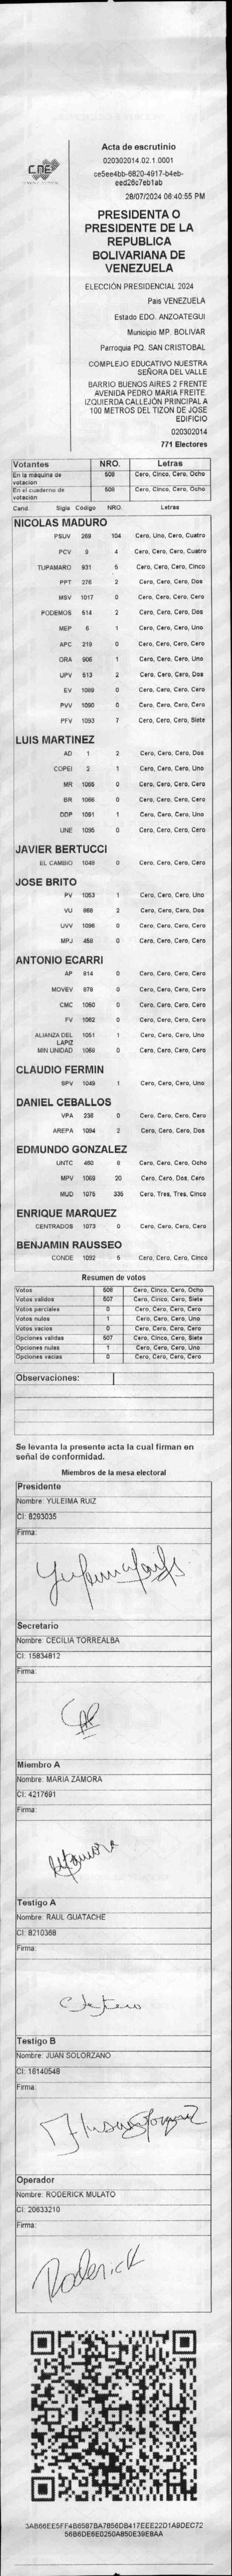 CNE
Acta de escrutinio
020302014.02.1.0001
ce5ee4bb-6820-4917-b4eb-
eed26c7eb1ab
28/07/2024 06:40:55 PM
PRESIDENTA O
PRESIDENTE DE LA
REPUBLICA
BOLIVARIANA DE
VENEZUELA
ELECCIÓN PRESIDENCIAL 2024
Pais VENEZUELA
Estado EDO. ANZOATEGUI
Municipio MP. BOLIVAR
Parroquia PQ. SAN CRISTOBAL
COMPLEJO EDUCATIVO NUESTRA
SEÑORA DEL VALLE
BARRIO BUENOS AIRES 2 FRENTE
AVENIDA PEDRO MARIA FREITE.
IZQUIERDA CALLEJÓN PRINCIPAL A
100 METROS DEL TIZON DE JOSE
EDIFICIO
020302014
771 Electores
Votantes NRO. Letras
En la máquina de votacion 508 Cero, Cinco, Cero, Ocho
En el cuaderno de votación 508 Cero, Cinco, Cero, Ocho
Cand. Sigla Código NRO. Letras
NICOLAS MADURO
PSUV 269 104 Cero, Uno, Cero, Cuatro
PCV 9 4 Cero, Cero, Cero, Cuatro
TUPAMARO 931 5 Cero, Cero, Cero, Cinco
PPT 276 2 Cero, Cero, Cero, Dos
MSV 1017 0 Cero, Cero, Cero, Cero
PODEMOS 514 2 Cero, Cero, Cero, Dos
MEP 6 1 Cero, Cero, Cero, Uno
APC 219 0 Cero, Cero, Cero, Cero
ORA 906 1 Cero, Cero, Cero, Uno
UPV 513 2 Cero, Cero, Cero, Dos
EV 1089 0 Cero, Cero, Cero, Cero
PVV 1090 0 Cero, Cero, Cero, Cero
PFV 1093 7 Cero, Cero, Cero, Siete
LUIS MARTINEZ
AD 1 2 Cero, Cero, Cero, Dos
COPEI 2 1 Cero, Cero, Cero, Uno
MR 1065 0 Cero, Cero, Cero, Cero
BR 1066 0 Cero, Cero, Cero, Cero
DDP 1091 1 Cero, Cero, Cero, Uno
UNE 1095 0 Cero, Cero, Cero, Cero
JAVIER BERTUCCI
EL CAMBIO 1048 0 Cero, Cero, Cero, Cero
JOSE BRITO
PV 1053 1 Cero, Cero, Cero, Uno
VU 868 2 Cero, Cero, Cero, Dos
UVV 1096 0 Cero, Cero, Cero, Cero
MPJ 458 0 Cero, Cero, Cero, Cero
ANTONIO ECARRI
AP 814 0 Cero, Cero, Cero, Cero
MOVEV 879 0 Cero, Cero, Cero, Cero
CMC 1050 0 Cero, Cero, Cero, Cero
FV 1062 0 Cero, Cero, Cero, Cero
ALIANZA DEL LAPIZ 1051 1 Cero, Cero, Cero, Uno
MIN UNIDAD 1068 0 Cero, Cero, Cero, Cero
CLAUDIO FERMIN
SPV 1049 1 Cero, Cero, Cero, Uno
DANIEL CEBALLOS
VPA 236 0 Cero, Cero, Cero, Cero
AREPA 1094 2 Cero, Cero, Cero, Dos
EDMUNDO GONZALEZ
UNTC 460 8 Cero, Cero, Cero, Ocho
MPV 1069 20 Cero, Cero, Dos, Cero
MUD 1075 335 Cero, Tres, Tres, Cinco
ENRIQUE MARQUEZ
CENTRADOS 1073 0 Cero, Cero, Cero, Cero
BENJAMIN RAUSSEO
CONDE 1092 5 Cero, Cero, Cero, Cinco
Resumen de votos
Votos 508 Cero, Cinco, Cero, Ocho
Votos validos 507 Cero, Cinco, Cero, Siete
Votos parciales 0 Cero, Cero, Cero, Cero
Votos nulos 1 Cero, Cero, Cero, Uno
Votos vacios 0 Cero, Cero, Cero, Cero
Opciones validas 507 Cero, Cinco, Cero, Siete
Opciones nulas 1 Cero, Cero, Cero, Uno
Opciones vacias 0 Cero, Cero, Cero, Cero
Observaciones:
Se levanta la presente acta la cual firman en
señal de conformidad.
Miembros de la mesa electoral
Presidente
Nombre: YULEIMA RUIZ
CI: 8293035
Firma:
Secretario
Nombre: CECILIA TORREALBA
CI: 15834812
Firma:
Miembro A
Nombre: MARIA ZAMORA
CI: 4217691
Firma:
Testigo A
Nombre: RAUL GUATACHE
CI: 8210368
Firma:
Testigo B
Nombre: JUAN SOLORZANO
CI: 16140548
Firma:
Operador
Nombre: RODERICK MULATO
CI: 20633210
Firma:
Roderick
3AB66EE5FF4B6587BA7856DB417EEE22D1A9DEC72
56B6DE6E0250A850E39E8AA